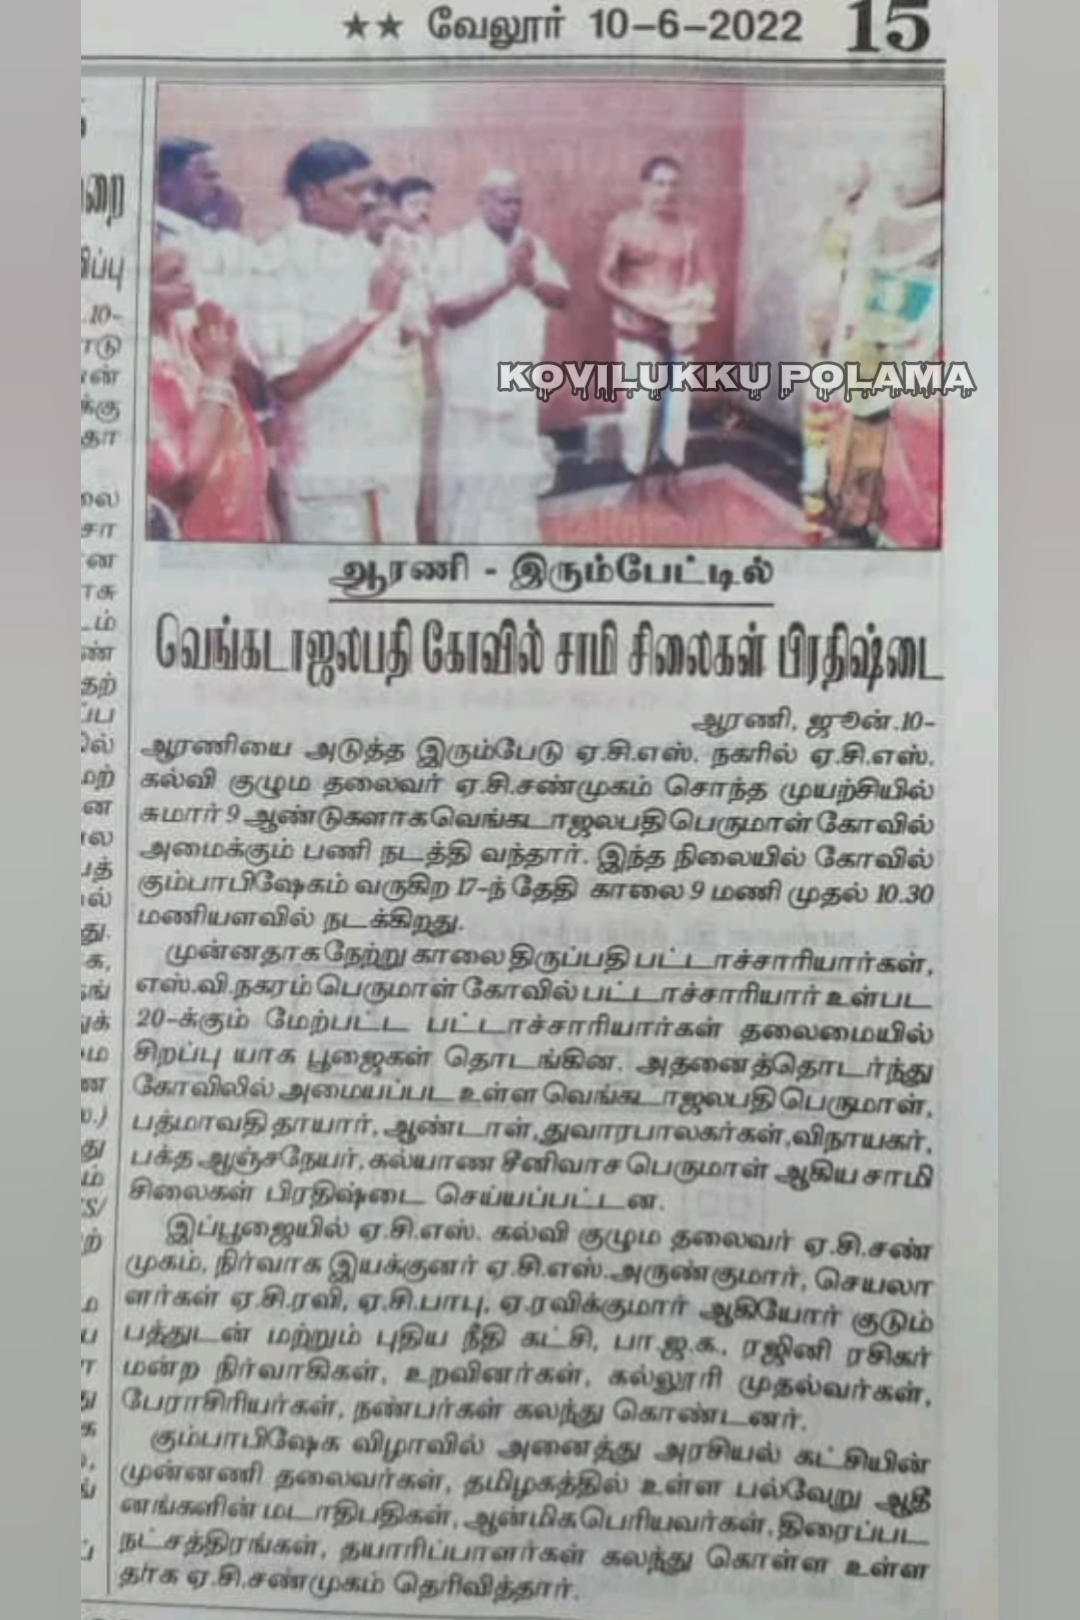 ★★ வேலூர் 10-6-2022 15
KOVILUKKU POLAMA
ஆரணி - இரும்பேட்டில்
வெங்கடாஜலபதி கோவில் சாமி சிலைகள் பிரதிஷ்டை
ஆரணி, ஜூன்.10-
ஆரணியை அடுத்த இரும்பேடு ஏ.சி.எஸ். நகரில் ஏ.சி.எஸ்.
கல்வி குழும தலைவர் ஏ.சி.சண்முகம் சொந்த முயற்சியில்
சுமார் 9 ஆண்டுகளாக வெங்கடாஜலபதி பெருமாள் கோவில்
அமைக்கும் பணி நடத்தி வந்தார். இந்த நிலையில் கோவில்
கும்பாபிஷேகம் வருகிற 17-ந் தேதி காலை 9 மணி முதல் 10.30
மணியளவில் நடக்கிறது.
முன்னதாக நேற்று காலை திருப்பதி பட்டாச்சாரியார்கள்,
எஸ்.வி.நகரம் பெருமாள் கோவில் பட்டாச்சாரியார் உள்பட
20-க்கும் மேற்பட்ட பட்டாச்சாரியார்கள் தலைமையில்
சிறப்பு யாக பூஜைகள் தொடங்கின. அதனைத்தொடர்ந்து
கோவிலில் அமையப்பட உள்ள வெங்கடாஜலபதி பெருமாள்,
பத்மாவதி தாயார், ஆண்டாள், துவாரபாலகர்கள், விநாயகர்,
பக்த ஆஞ்சநேயர், கல்யாண சீனிவாச பெருமாள் ஆகிய சாமி
சிலைகள் பிரதிஷ்டை செய்யப்பட்டன.
இப்பூஜையில் ஏ.சி.எஸ். கல்வி குழும தலைவர் ஏ.சி.சண்
முகம், நிர்வாக இயக்குனர் ஏ.சி.எஸ்.அருண்குமார், செயலா
ளர்கள் ஏ.சி.ரவி, ஏ.சி.பாபு, ஏ.ரவிக்குமார் ஆகியோர் குடும்
பத்துடன் மற்றும் புதிய நீதி கட்சி, பா.ஜ.க., ரஜினி ரசிகர்
மன்ற நிர்வாகிகள், உறவினர்கள், கல்லூரி முதல்வர்கள்,
பேராசிரியர்கள், நண்பர்கள் கலந்து கொண்டனர்.
கும்பாபிஷேக விழாவில் அனைத்து அரசியல் கட்சியின்
முன்னணி தலைவர்கள், தமிழகத்தில் உள்ள பல்வேறு ஆதீ
னங்களின் மடாதிபதிகள், ஆன்மிக பெரியவர்கள், திரைப்பட
நட்சத்திரங்கள், தயாரிப்பாளர்கள் கலந்து கொள்ள உள்ள
தாக ஏ.சி.சண்முகம் தெரிவித்தார்.